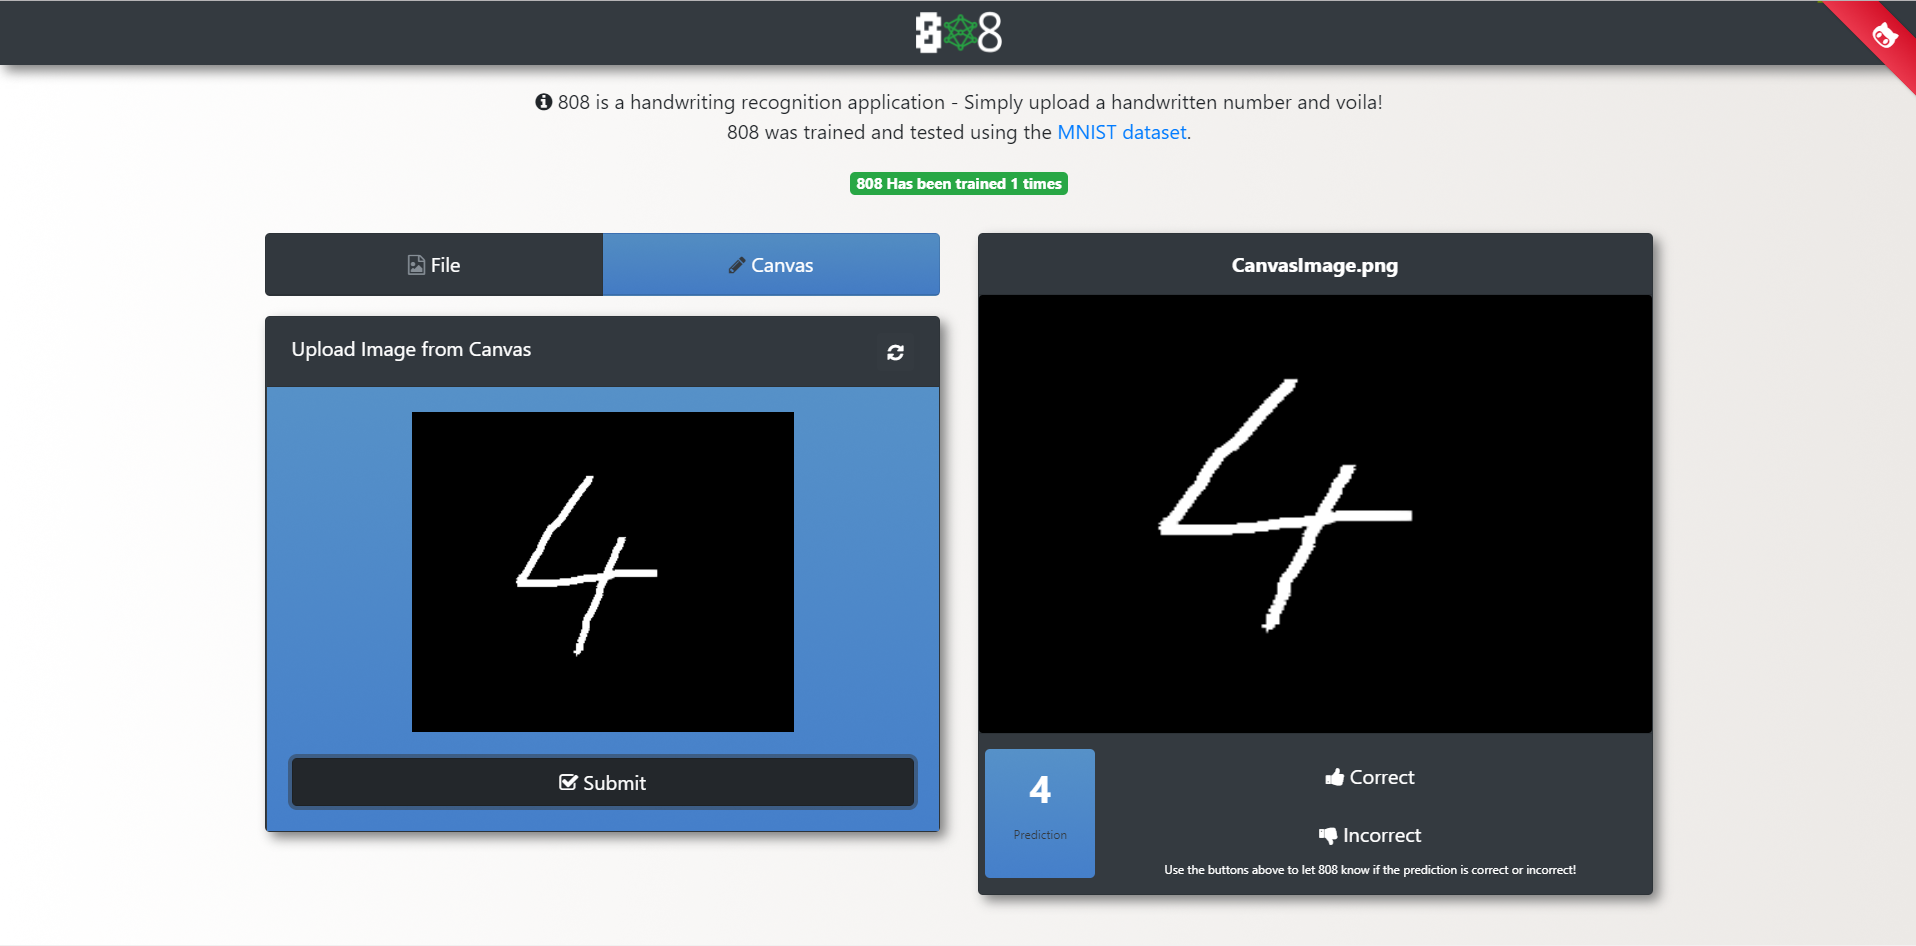 808
808 is a handwriting recognition application - Simply upload a handwritten number and voila!
808 was trained and tested using the MNIST dataset.
808 Has been trained 1 times
File
Canvas
Upload Image from Canvas
4
Submit
CanvasImage.png
4
4
Prediction
Correct
Incorrect
Use the buttons above to let 808 know if the prediction is correct or incorrect!